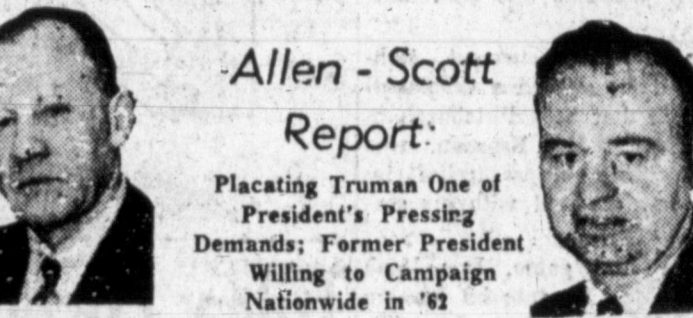 Allen - Scott
Report:
Placating Truman One of
President's Pressing
Demands; Former President
Willing to Campaign
Nationwide in '62